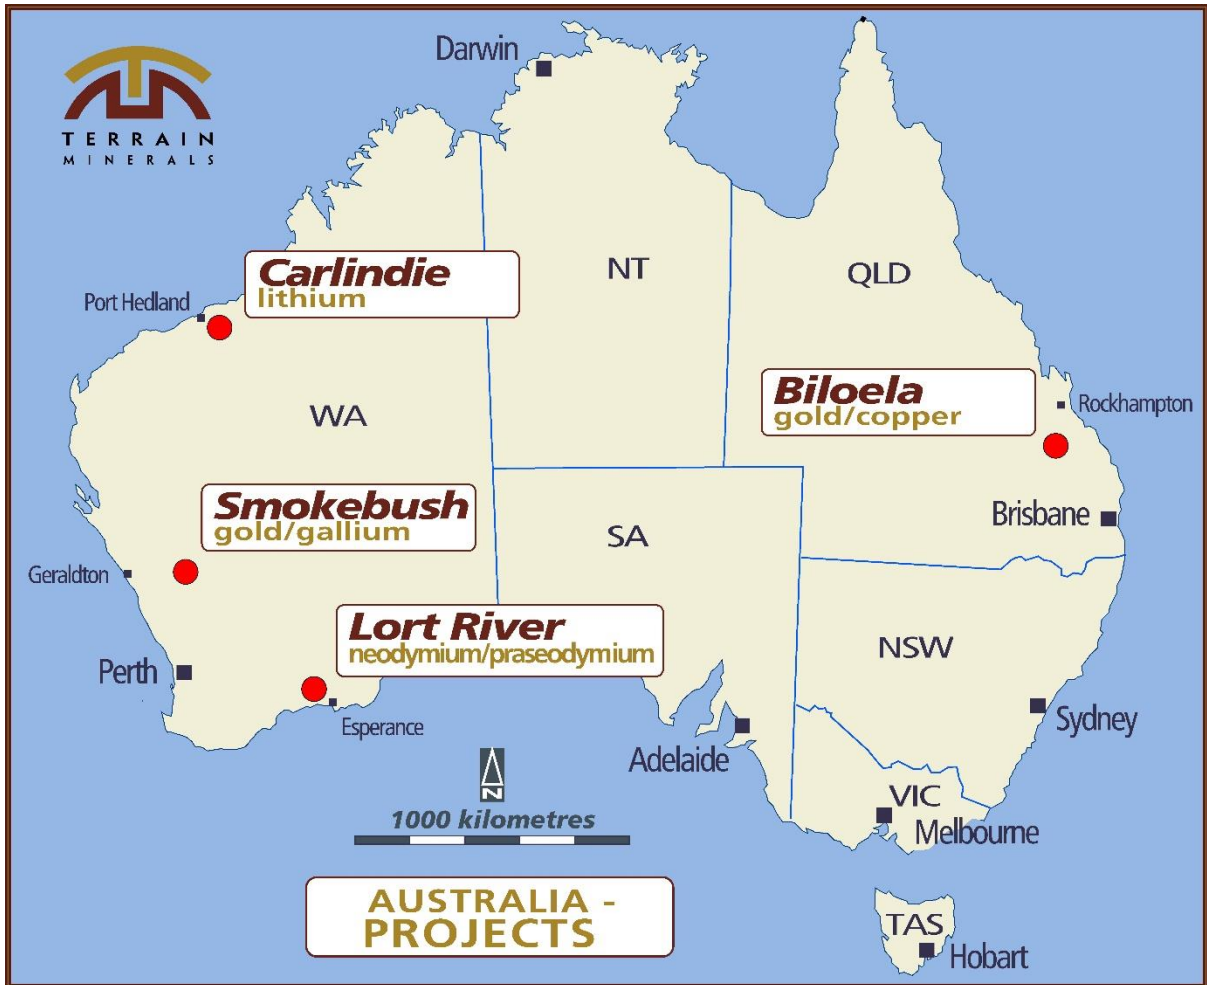 TERRAIN
MINERALS
Darwin
Carlindie
lithium
NT
QLD
Port Hedland
WA
Biloela
gold/copper
Rockhampton
Smokebush
gold/gallium
SA
Brisbane
Geraldton
Lort River
neodymium/praseodymium
NSW
Perth
Esperance
Sydney
Adelaide
N
1000 kilometres
VIC
Melbourne
AUSTRALIA -
PROJECTS
TAS
Hobart